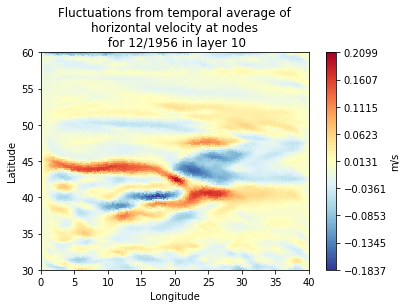 Fluctuations from temporal average of
horizontal velocity at nodes
for 12/1956 in layer 10
60
55
50
45
40
35
30
Latitude
0 5 10 15 20 25 30 35 40
Longitude
0.2099
0.1607
0.1115
0.0623
0.0131
−0.0361
−0.0853
−0.1345
−0.1837
m/s